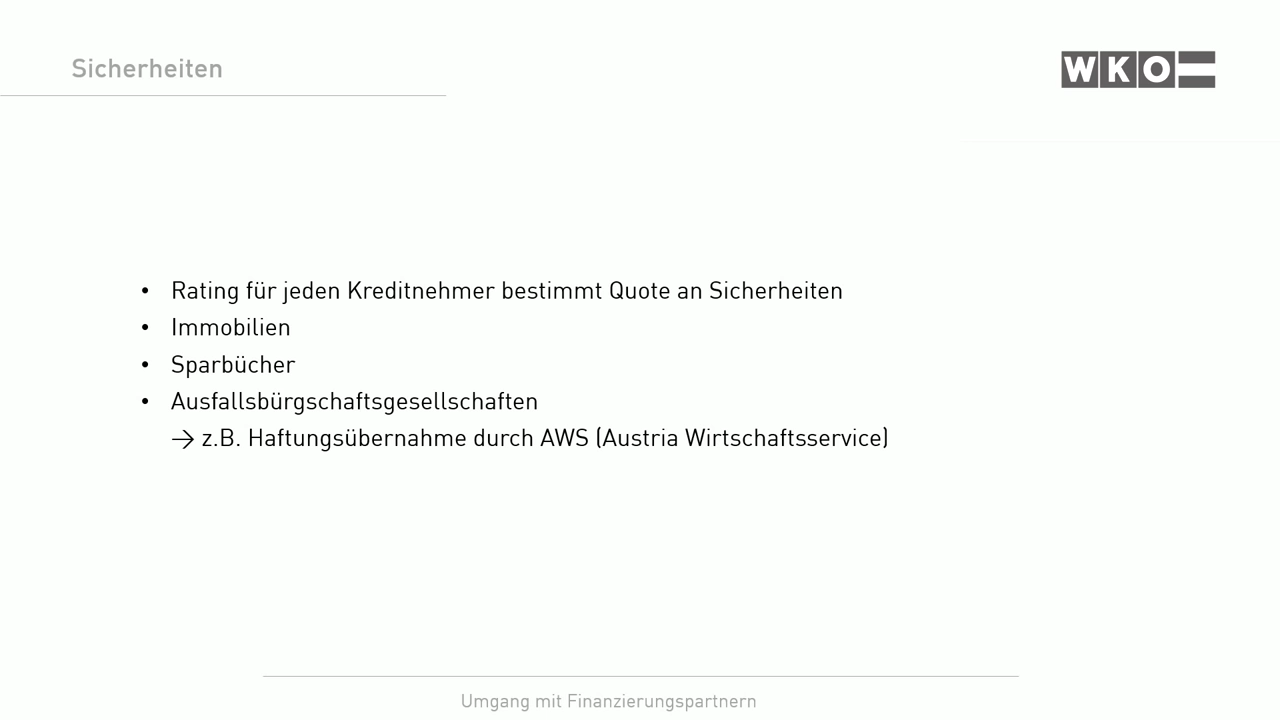 Sicherheiten
WKO
• Rating für jeden Kreditnehmer bestimmt Quote an Sicherheiten
• Immobilien
• Sparbücher
• Ausfallsbürgschaftsgesellschaften
→ z.B. Haftungsübernahme durch AWS (Austria Wirtschaftsservice)
Umgang mit Finanzierungspartnern